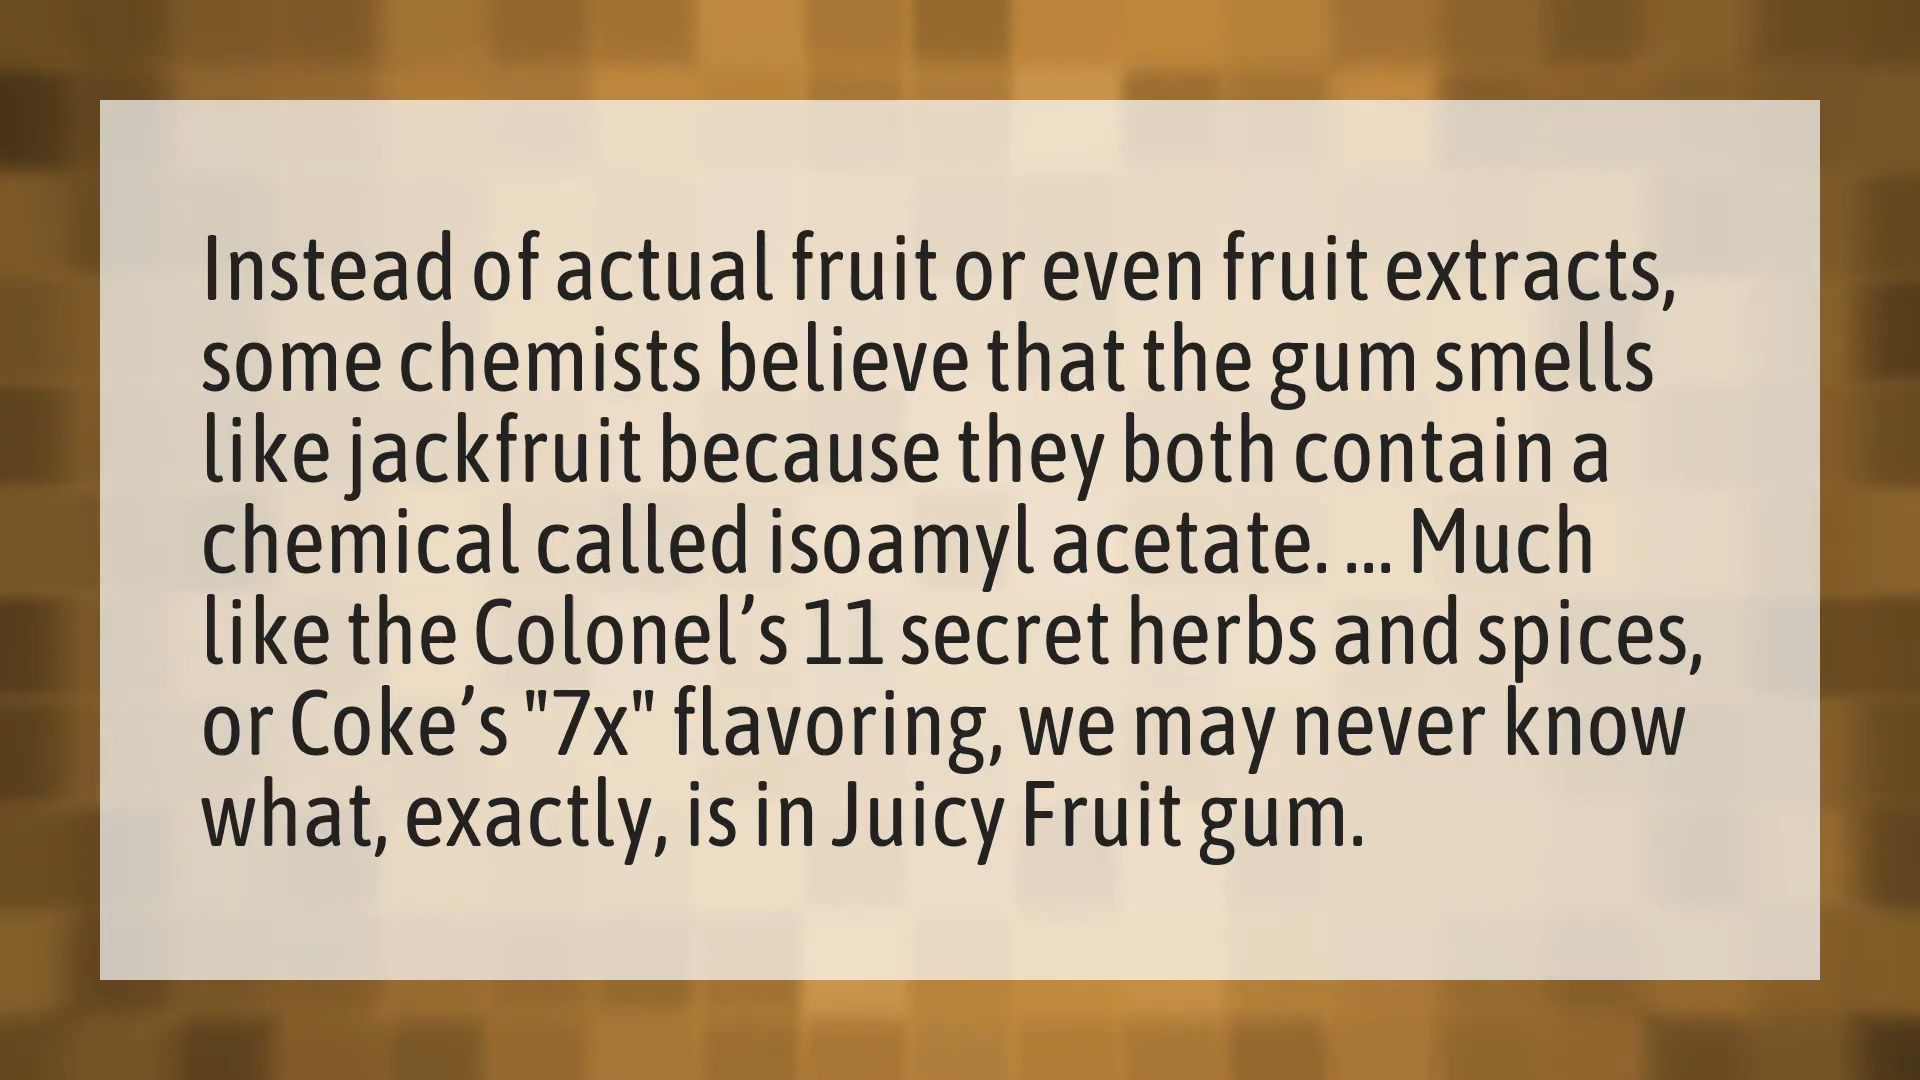 Instead of actual fruit or even fruit extracts,
some chemists believe that the gum smells
like jackfruit because they both contain a
chemical called isoamyl acetate. ... Much
like the Colonel’s 11 secret herbs and spices,
or Coke’s "7x" flavoring, we may never know
what, exactly, is in Juicy Fruit gum.